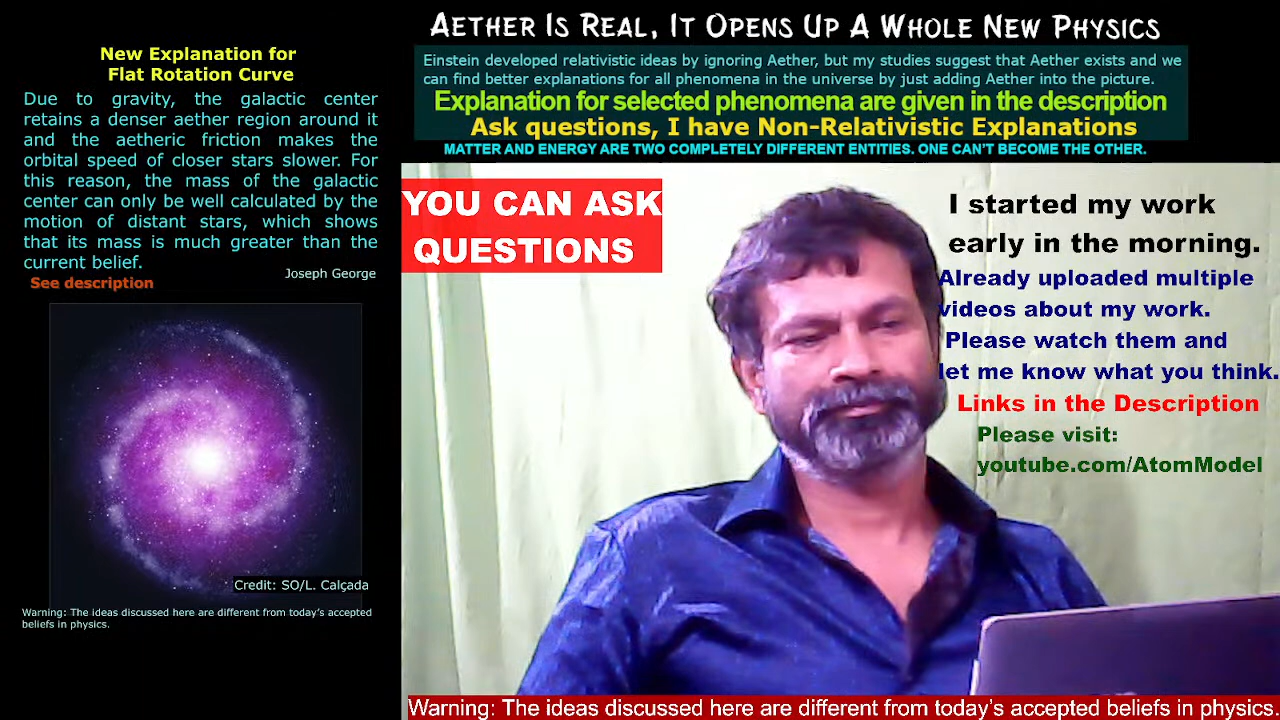 New Explanation for
Flat Rotation Curve
Due to gravity, the galactic center
retains a denser aether region around it
and the aetheric friction makes the
orbital speed of closer stars slower. For
this reason, the mass of the galactic
center can only be well calculated by the
motion of distant stars, which shows
that its mass is much greater than the
current belief.
Joseph George
See description
Credit: SO/L. Calçada
Warning: The ideas discussed here are different from today's accepted
beliefs in physics.
Aether Is Real, It Opens Up A Whole New Physics
Einstein developed relativistic ideas by ignoring Aether, but my studies suggest that Aether exists and we
can find better explanations for all phenomena in the universe by just adding Aether into the picture.
Explanation for selected phenomena are given in the description
Ask questions, I have Non-Relativistic Explanations
MATTER AND ENERGY ARE TWO COMPLETELY DIFFERENT ENTITIES. ONE CAN'T BECOME THE OTHER.
YOU CAN ASK
QUESTIONS
I started my work
early in the morning.
Already uploaded multiple
videos about my work.
Please watch them and
let me know what you think.
Links in the Description
Please visit:
youtube.com/AtomModel
Warning: The ideas discussed here are different from today's accepted beliefs in physics.